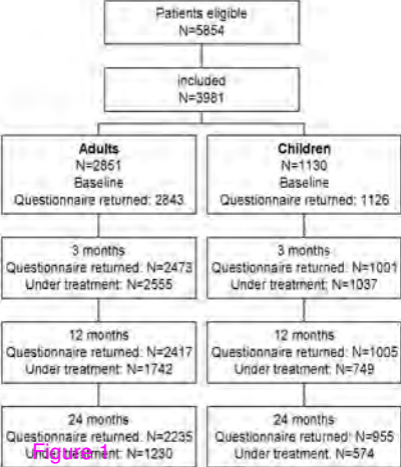 Patients eligible
N=5854
included
N=3981
Adults
N=2851
Baseline
Questionnaire returned: 2843
Children
N=1130
Baseline
Questionnaire returned: 1126
3 months
Questionnaire returned: N=2473
Under treatment: N=2555
3 months
Questionnaire returned: N=1001
Under treatment: N=1037
12 months
Questionnaire returned: N=2417
Under treatment: N=1742
12 months
Questionnaire returned: N=1005
Under treatment: N=749
24 months
Questionnaire returned: N=2235
Under treatment: N=1230
24 months
Questionnaire returned: N=955
Under treatment. N=574
Figure 1